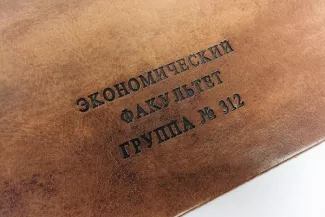 ЭКОНОМИЧЕСКИЙ
ФАКУЛЬТЕТ
ГРУППА № 312